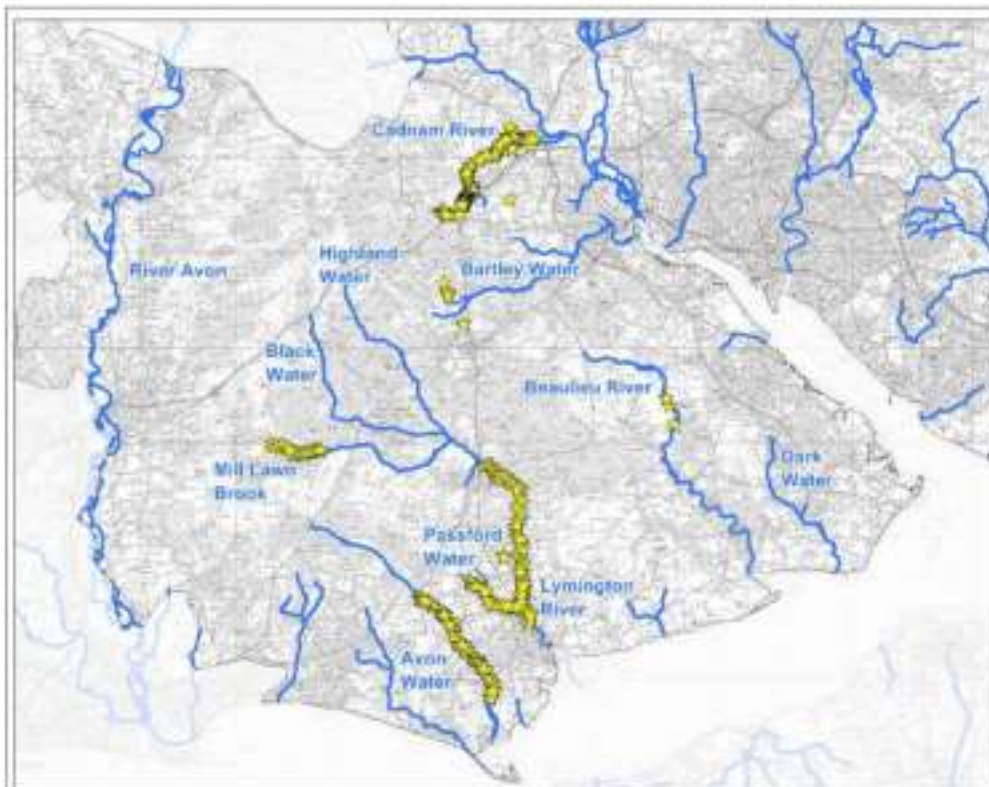 Cadnam River
Highland
Water
Bartley Water
River Avon
Black
Water
Beaulieu River
Mill Lawn
Brook
Dark
Water
Passford
Water
Lymington
River
Avon
Water